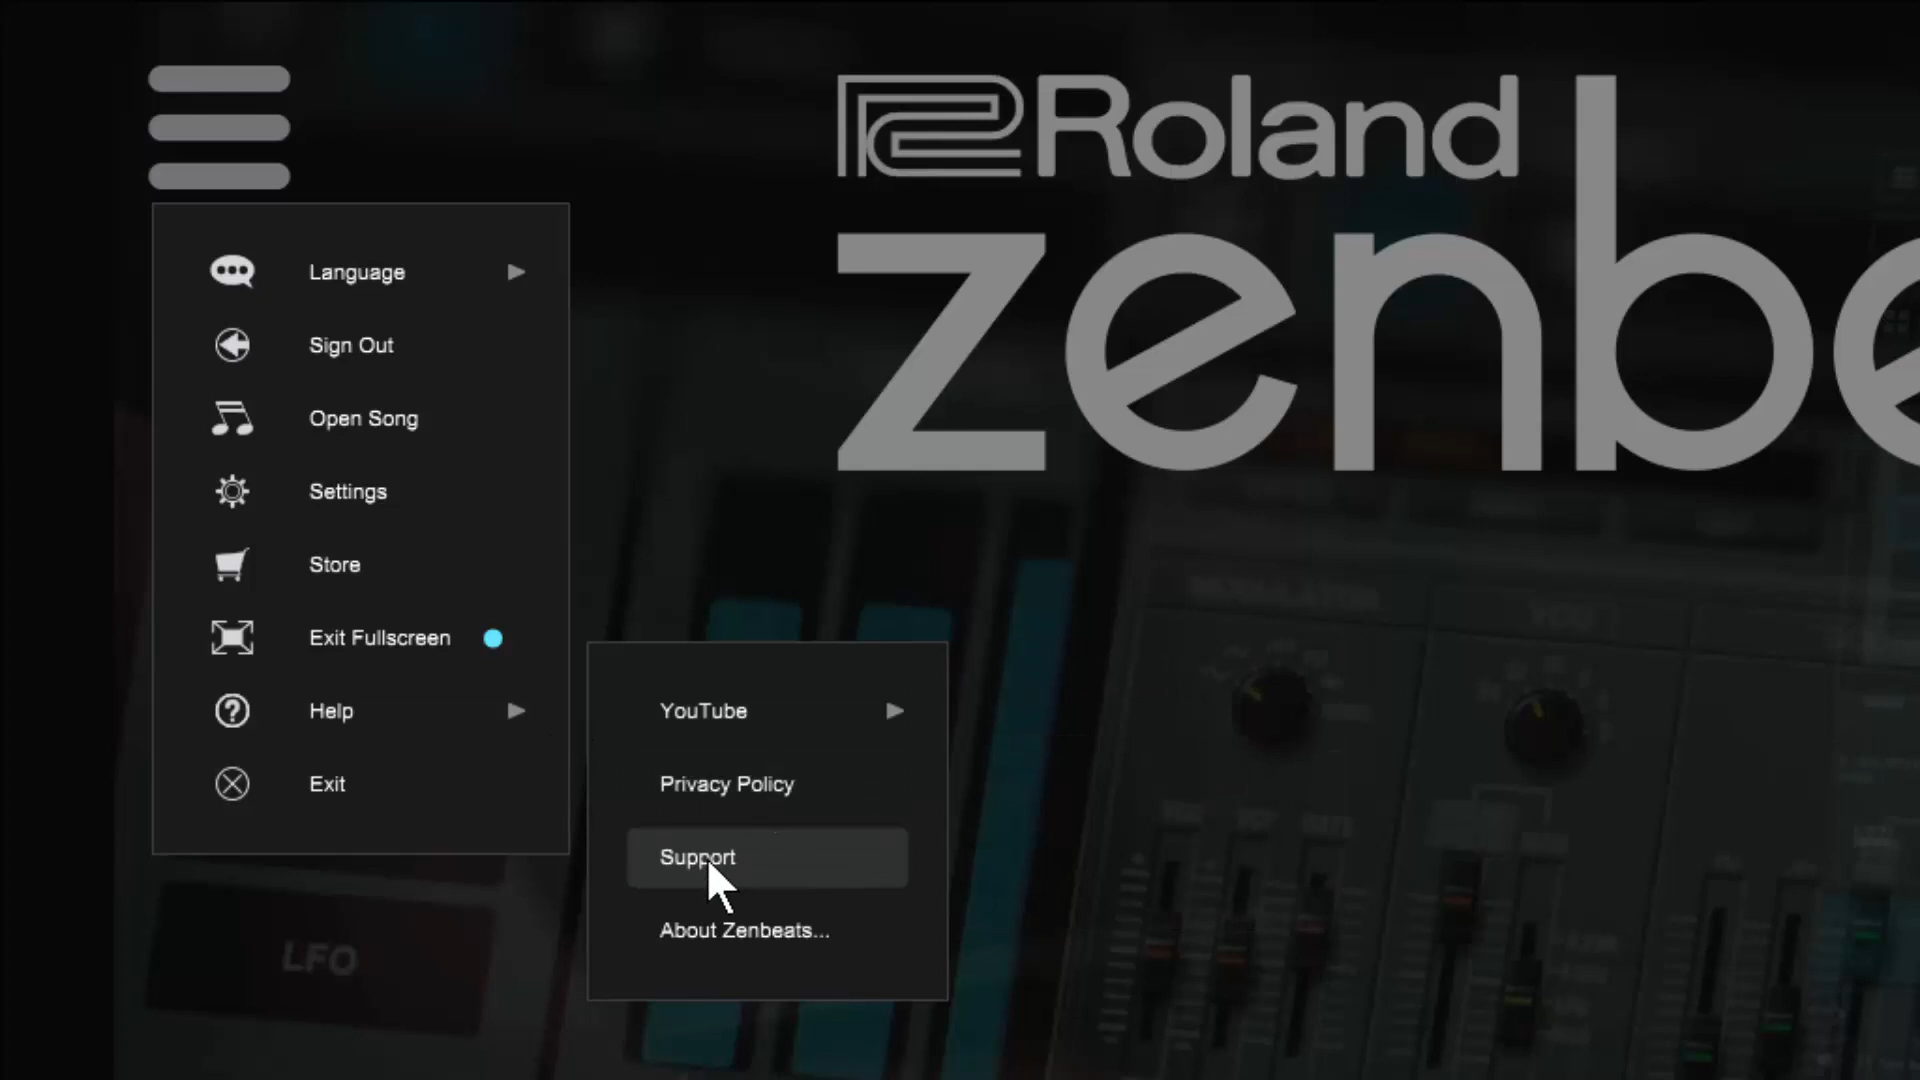 Roland
zenbe
Language
Sign Out
Open Song
Settings
Store
Exit Fullscreen
Help
Exit
YouTube
Privacy Policy
Support
About Zenbeats...
LFO